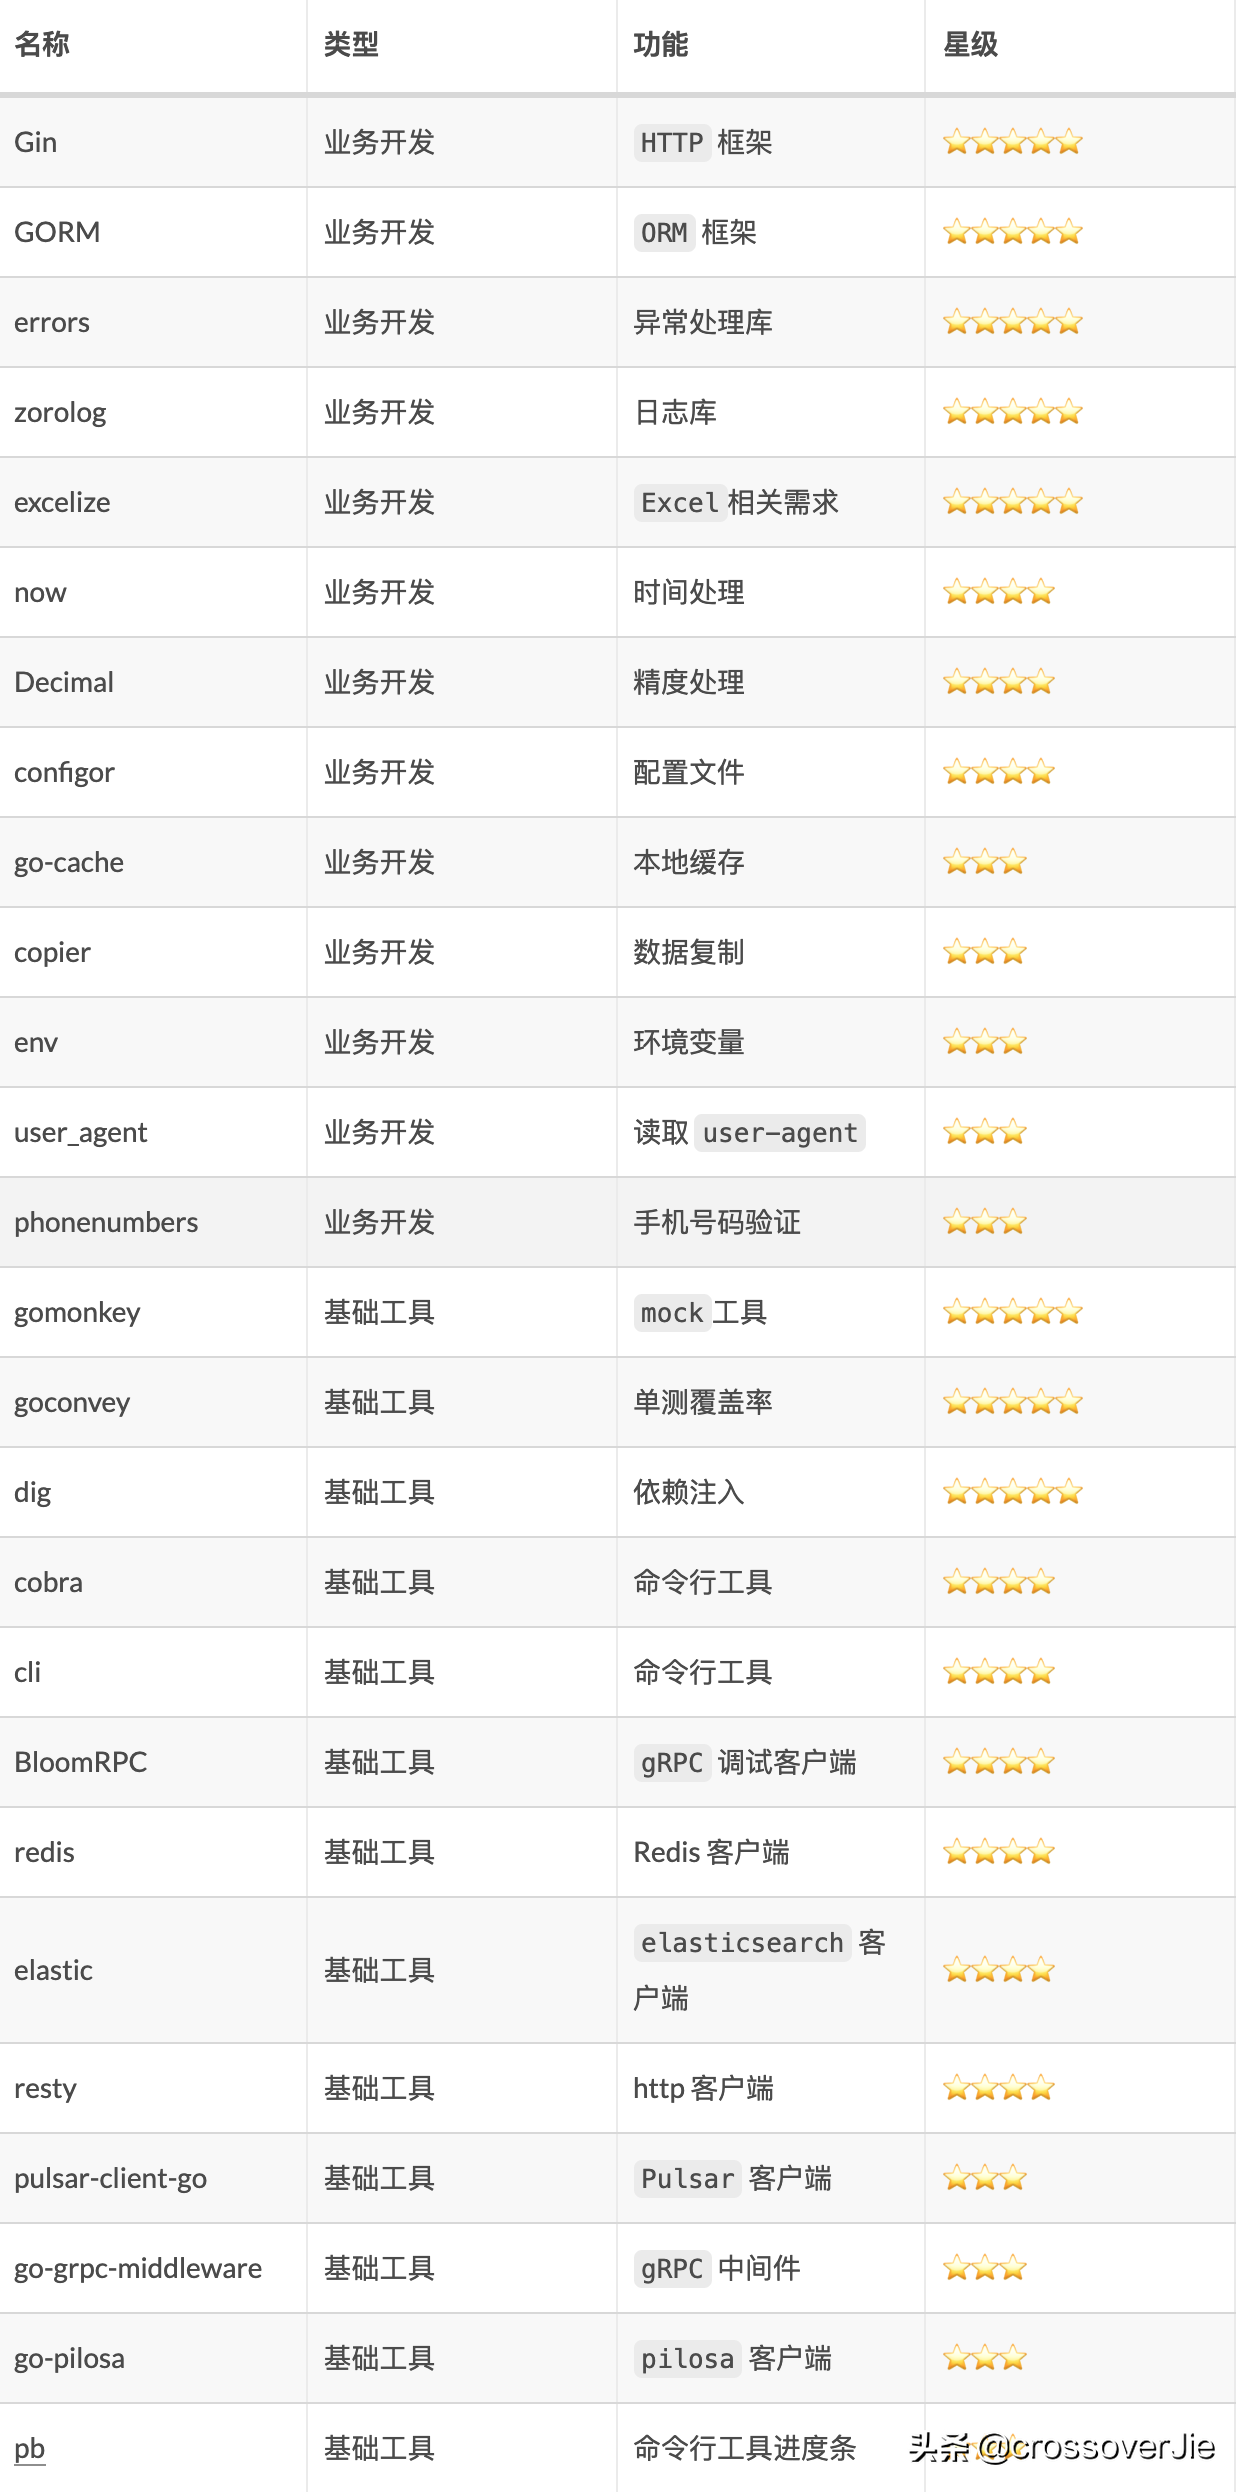 名称 类型 功能 星级
Gin 业务开发 HTTP 框架 ⭐⭐⭐⭐⭐
GORM 业务开发 ORM 框架 ⭐⭐⭐⭐⭐
errors 业务开发 异常处理库 ⭐⭐⭐⭐⭐
zorolog 业务开发 日志库 ⭐⭐⭐⭐⭐
excelize 业务开发 Excel相关需求 ⭐⭐⭐⭐⭐
now 业务开发 时间处理 ⭐⭐⭐⭐
Decimal 业务开发 精度处理 ⭐⭐⭐⭐
configor 业务开发 配置文件 ⭐⭐⭐⭐
go-cache 业务开发 本地缓存 ⭐⭐⭐
copier 业务开发 数据复制 ⭐⭐⭐
env 业务开发 环境变量 ⭐⭐⭐
user_agent 业务开发 读取 user-agent ⭐⭐⭐
phonenumbers 业务开发 手机号码验证 ⭐⭐⭐
gomonkey 基础工具 mock工具 ⭐⭐⭐⭐⭐
goconvey 基础工具 单测覆盖率 ⭐⭐⭐⭐⭐
dig 基础工具 依赖注入 ⭐⭐⭐⭐⭐
cobra 基础工具 命令行工具 ⭐⭐⭐⭐
cli 基础工具 命令行工具 ⭐⭐⭐⭐
BloomRPC 基础工具 gRPC 调试客户端 ⭐⭐⭐⭐
redis 基础工具 Redis 客户端 ⭐⭐⭐⭐
elastic 基础工具 elasticsearch 客 ⭐⭐⭐⭐
户端
resty 基础工具 http 客户端 ⭐⭐⭐⭐
pulsar-client-go 基础工具 Pulsar 客户端 ⭐⭐⭐
go-grpc-middleware 基础工具 gRPC 中间件 ⭐⭐⭐
go-pilosa 基础工具 pilosa 客户端 ⭐⭐⭐
pb 基础工具 命令行工具进度条
头条 @crossoverJie